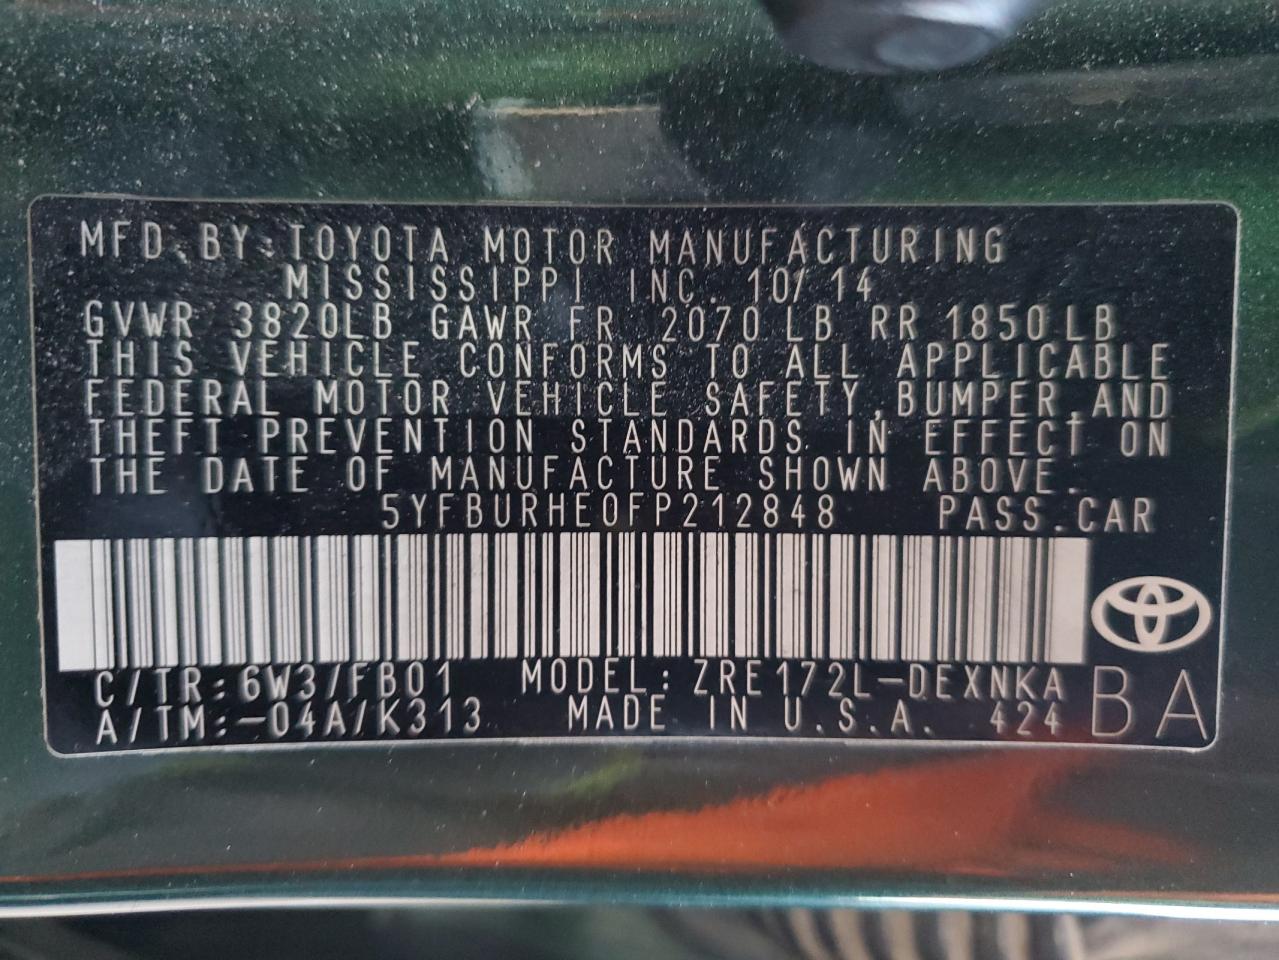 MFD.BY:TOYOTA MOTOR MANUFACTURING
MISSISSIPPI INC. 10/14
GVWR 3820LB GAWR FR 2070LB RR 1850LB
THIS VEHICLE CONFORMS TO ALL APPLICABLE
FEDERAL MOTOR VEHICLE SAFETY,BUMPER,AND
THEFT PREVENTION STANDARDS IN EFFECT ON
THE DATE OF MANUFACTURE SHOWN ABOVE.
5YFBURHE0FP212848 PASS.CAR
C/TR:6W3/FB01 MODEL:ZRE172L-DEXNKA
A/TM:-04A/K313 MADE IN U.S.A. 424 BA